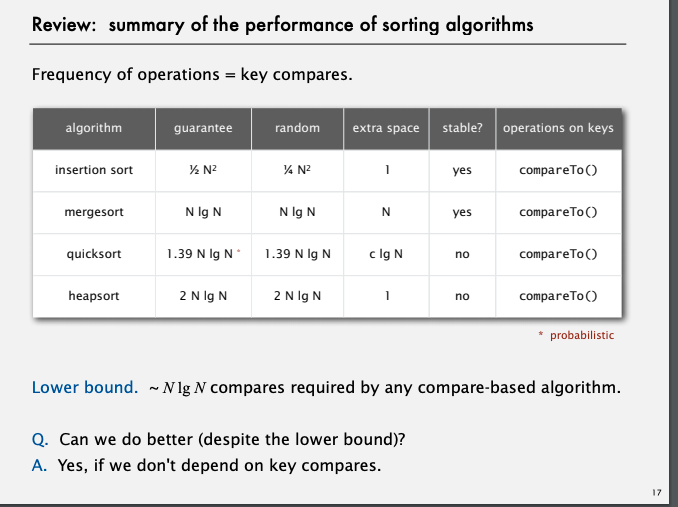 Review: summary of the performance of sorting algorithms
Frequency of operations = key compares.
algorithm guarantee random extra space stable? operations on keys
insertion sort ½ N² ¼ N² 1 yes compareTo()
mergesort N lg N N lg N N yes compareTo()
quicksort 1.39 N lg N * 1.39 N lg N c lg N no compareTo()
heapsort 2 N lg N 2 N lg N 1 no compareTo()
* probabilistic
Lower bound. ~ N lg N compares required by any compare-based algorithm.
Q. Can we do better (despite the lower bound)?
A. Yes, if we don't depend on key compares.
17